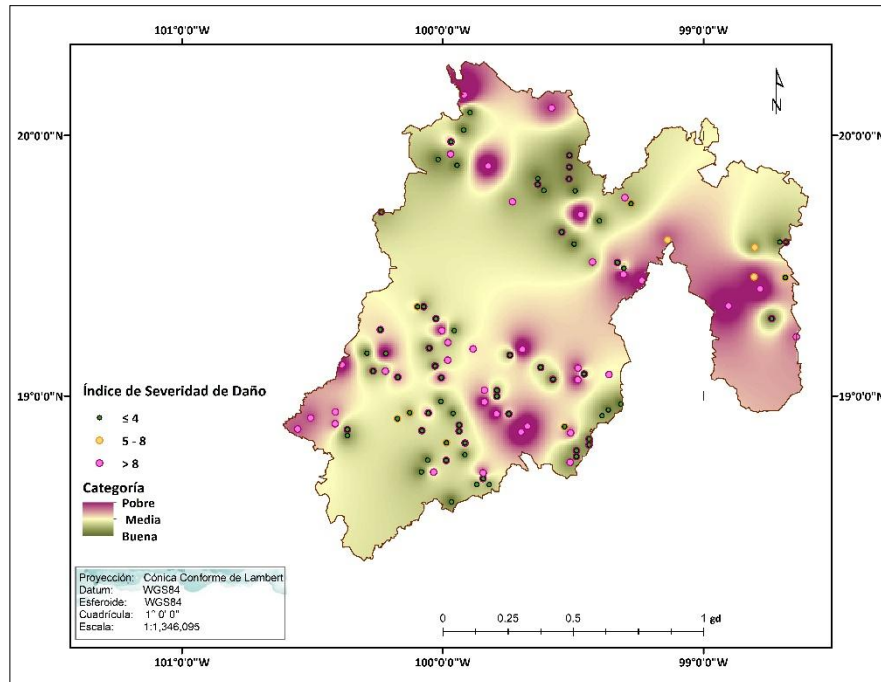 101°0'0"W 100°0'0"W 99°0'0"W
20°0'0"N 20°0'0"N
19°0'0"N 19°0'0"N
N
Índice de Severidad de Daño
≤ 4
5 - 8
> 8
Categoría
Pobre
Media
Buena
Proyección: Cónica Conforme de Lambert
Datum: WGS84
Esferoide: WGS84
Cuadrícula: 1° 0' 0"
Escala: 1:1,346,095
0 0.25 0.5 1 gd
101°0'0"W 100°0'0"W 99°0'0"W